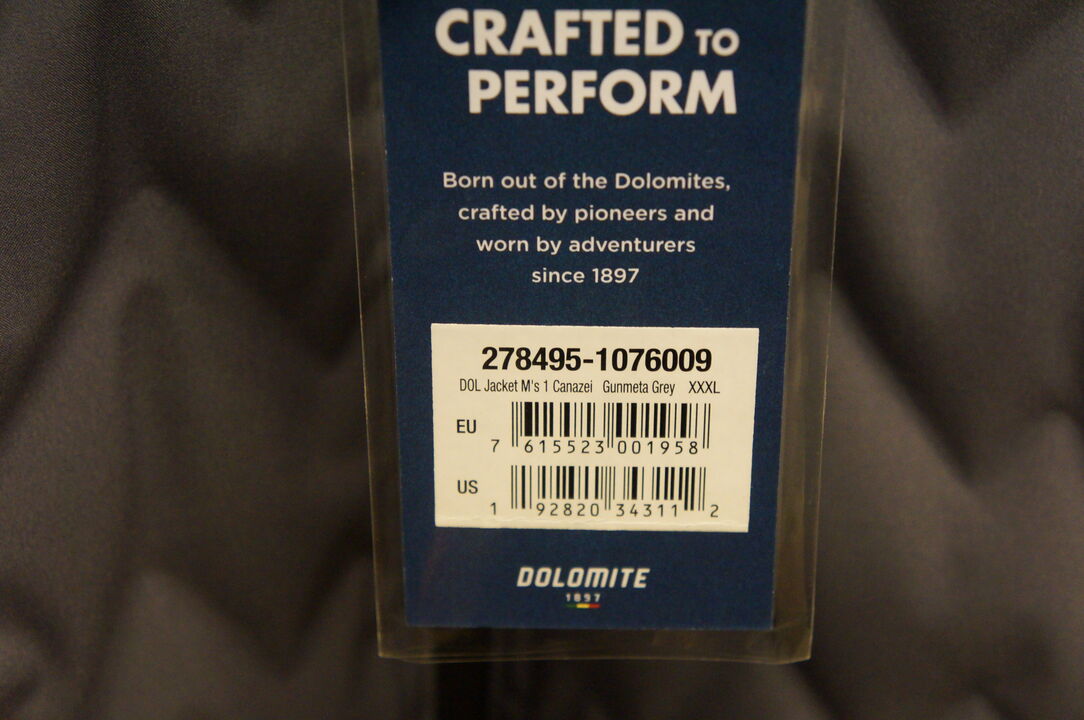 CRAFTED TO
PERFORM
Born out of the Dolomites,
crafted by pioneers and
worn by adventurers
since 1897
278495-1076009
DOL Jacket M's 1 Canazei Gunmeta Grey XXXL
EU
7 615523 001958
US
1 92820 34311 2
DOLOMITE
1897